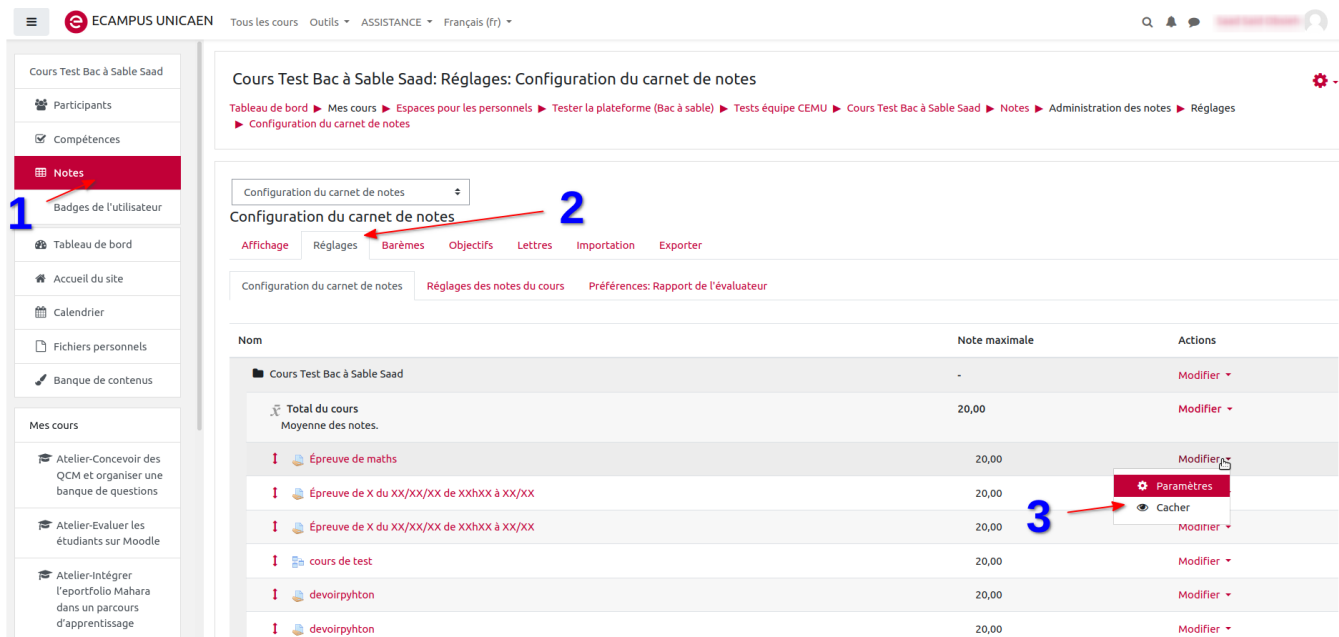 ECAMPUS UNICAEN Tous les cours Outils ASSISTANCE Français (fr)
Cours Test Bac à Sable Saad
Participants
Compétences
Notes
1
Badges de l'utilisateur
Tableau de bord
Accueil du site
Calendrier
Fichiers personnels
Banque de contenus
Mes cours
Atelier-Concevoir des
QCM et organiser une
banque de questions
Atelier-Evaluer les
étudiants sur Moodle
Atelier-Intégrer
l'eportfolio Mahara
dans un parcours
d'apprentissage
Cours Test Bac à Sable Saad: Réglages: Configuration du carnet de notes
Tableau de bord ▶ Mes cours ▶ Espaces pour les personnels ▶ Tester la plateforme (Bac à sable) ▶ Tests équipe CEMU ▶ Cours Test Bac à Sable Saad ▶ Notes ▶ Administration des notes ▶ Réglages
▶ Configuration du carnet de notes
Configuration du carnet de notes
2
Configuration du carnet de notes
Affichage Réglages Barèmes Objectifs Lettres Importation Exporter
Configuration du carnet de notes Réglages des notes du cours Préférences: Rapport de l'évaluateur
Nom Note maximale Actions
Cours Test Bac à Sable Saad - Modifier
Total du cours 20,00 Modifier
Moyenne des notes.
Épreuve de maths 20,00 Modifier
Paramètres
Épreuve de X du XX/XX/XX de XXhXX à XX/XX 20,00
3 Cacher
Épreuve de X du XX/XX/XX de XXhXX à XX/XX 20,00 Modifier
cours de test 20,00 Modifier
devoirpyhton 20,00 Modifier
devoirpyhton 20,00 Modifier